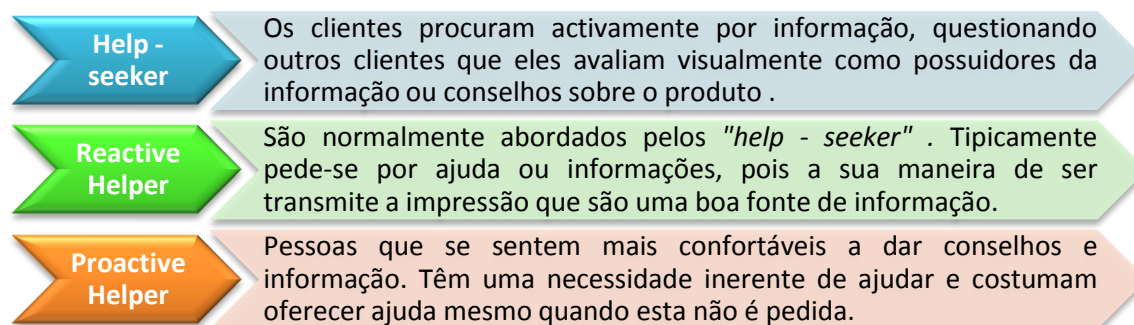 Help -
seeker
Os clientes procuram activamente por informação, questionando
outros clientes que eles avaliam visualmente como possuidores da
informação ou conselhos sobre o produto .
Reactive
Helper
São normalmente abordados pelos "help - seeker" . Tipicamente
pede-se por ajuda ou informações, pois a sua maneira de ser
transmite a impressão que são uma boa fonte de informação.
Proactive
Helper
Pessoas que se sentem mais confortáveis a dar conselhos e
informação. Têm uma necessidade inerente de ajudar e costumam
oferecer ajuda mesmo quando esta não é pedida.